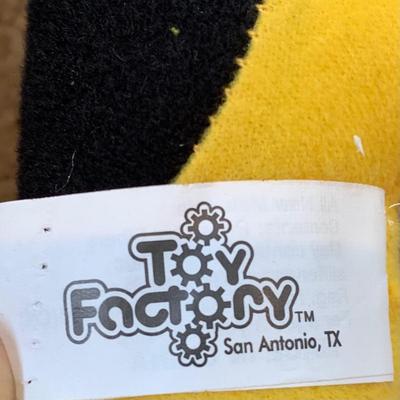 Toy
Factory™
San Antonio, TX